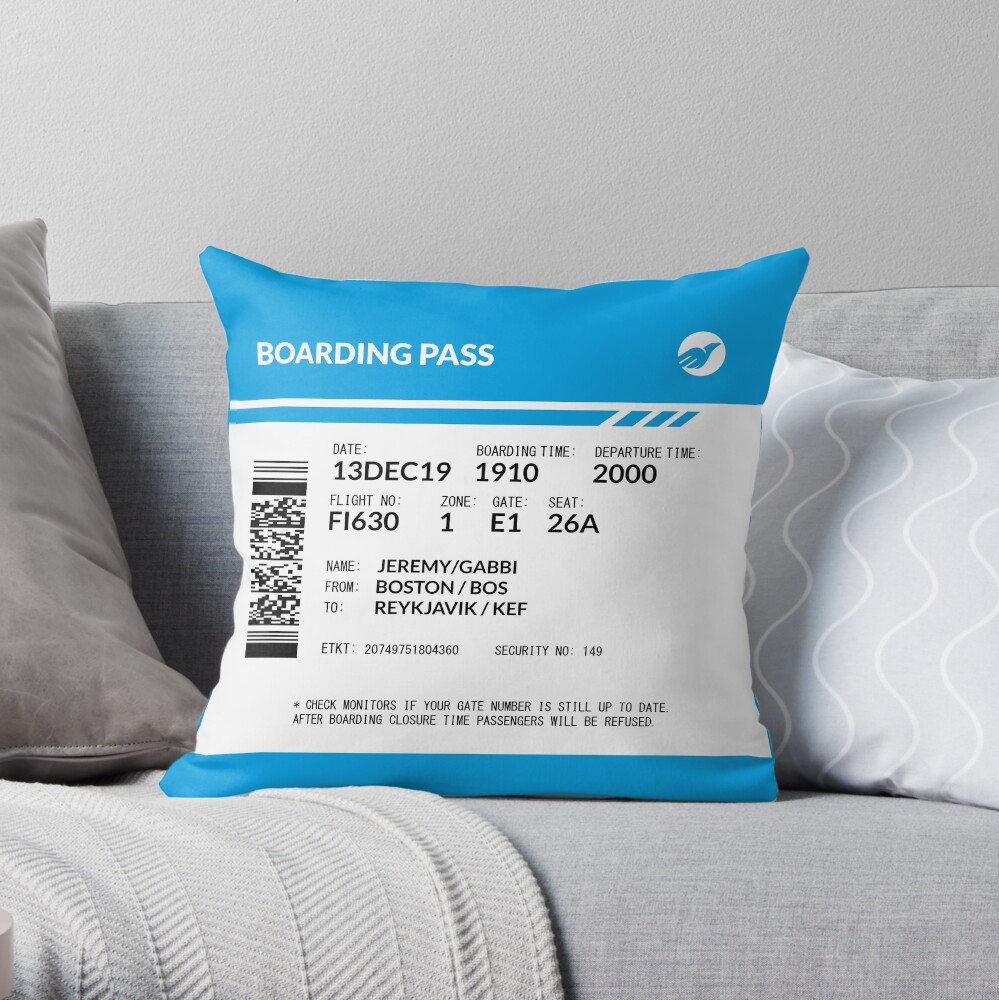 BOARDING PASS
DATE: BOARDING TIME: DEPARTURE TIME:
13DEC19 1910 2000
FLIGHT NO: ZONE: GATE: SEAT:
FI630 1 E1 26A
NAME: JEREMY/GABBI
FROM: BOSTON / BOS
TO: REYKJAVIK / KEF
ETKT: 20749751804360 SECURITY NO: 149
* CHECK MONITORS IF YOUR GATE NUMBER IS STILL UP TO DATE.
AFTER BOARDING CLOSURE TIME PASSENGERS WILL BE REFUSED.